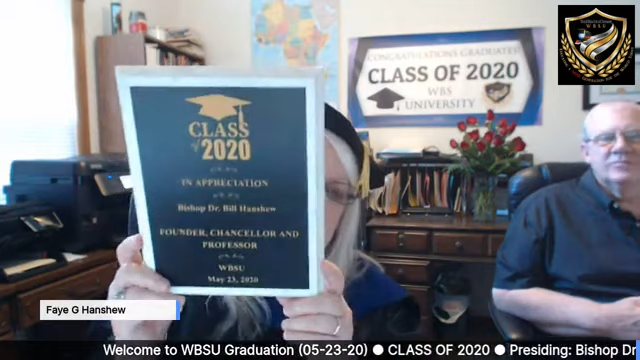 CONGRATULATIONS GRADUATES
CLASS OF 2020
WBS
UNIVERSITY
WBSU
CLASS
of 2020
IN APPRECIATION
Bishop Dr. Bill Hanshew
FOUNDER, CHANCELLOR AND
PROFESSOR
WBSU
May 23, 2020
Faye G Hanshew
Welcome to WBSU Graduation (05-23-20) ● CLASS OF 2020 ● Presiding: Bishop Dr